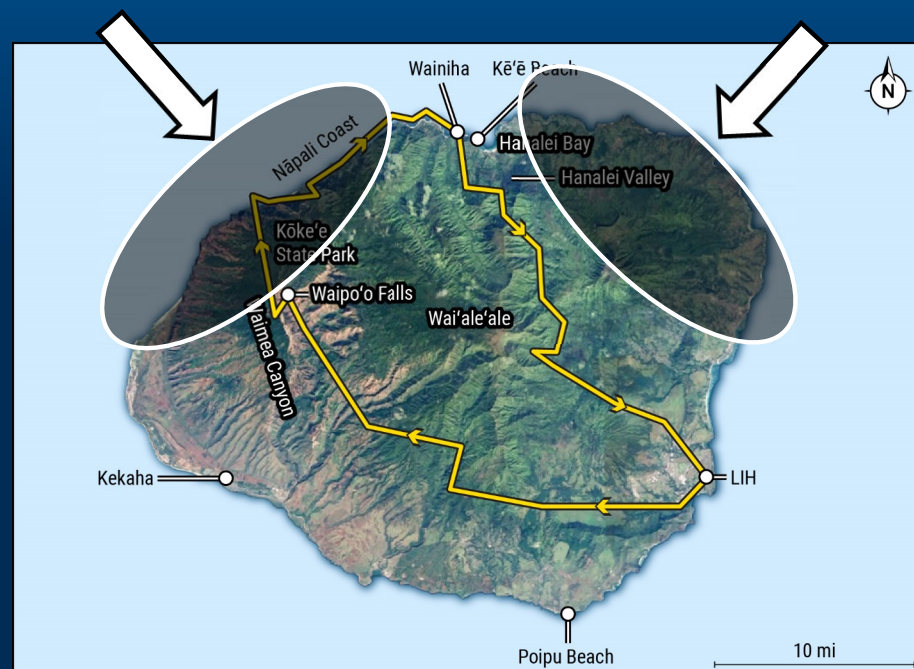 Wainiha
Kēʻē Beach
N
Nāpali Coast
Hanalei Bay
Hanalei Valley
Kōkeʻe
State Park
Waipoʻo Falls
Waimea Canyon
Waiʻaleʻale
Kekaha
LIH
Poipu Beach
10 mi